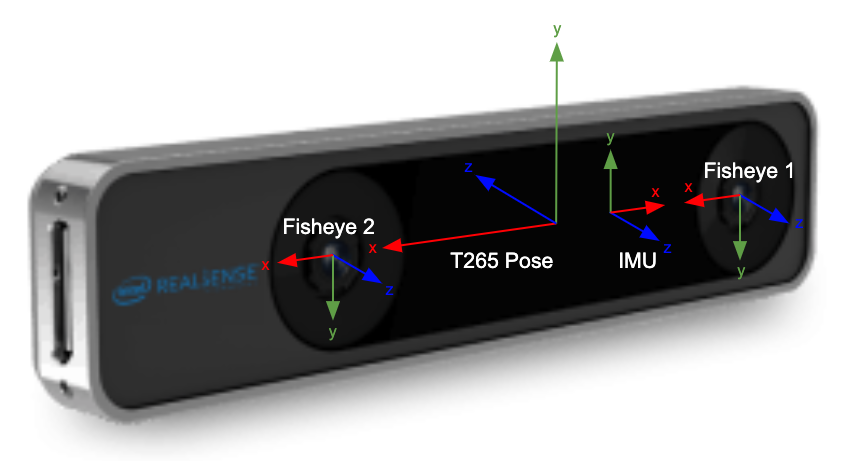 y
z
y
Fisheye 1
x
x
Fisheye 2
x
z
z
x
T265 Pose
IMU
y
intel REALSENSE
z
y